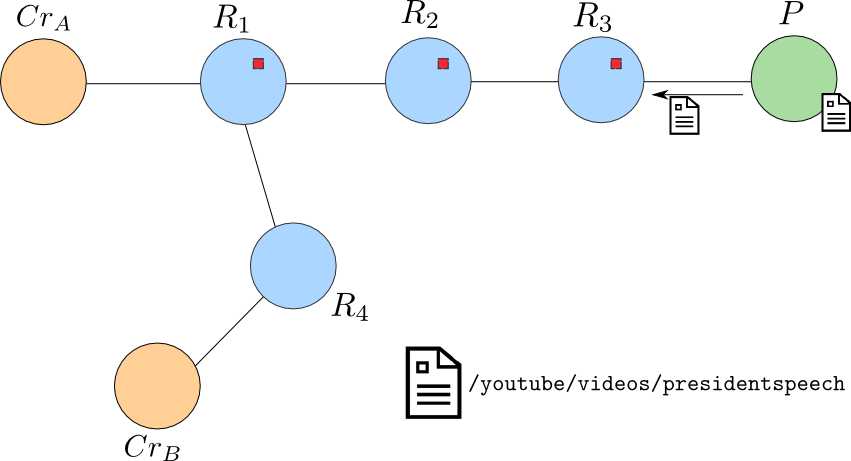 Cr_A
R_1
R_2
R_3
P
R_4
Cr_B
/youtube/videos/presidentspeech